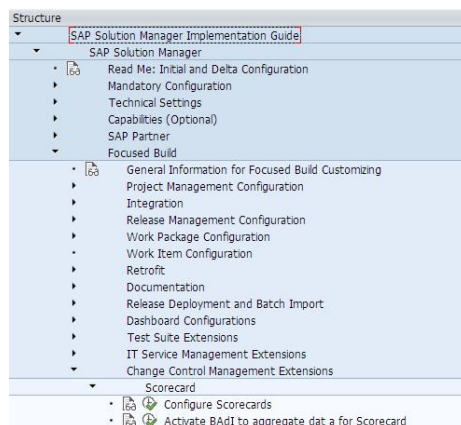 Structure
SAP Solution Manager Implementation Guide
SAP Solution Manager
Read Me: Initial and Delta Configuration
Mandatory Configuration
Technical Settings
Capabilities (Optional)
SAP Partner
Focused Build
General Information for Focused Build Customizing
Project Management Configuration
Integration
Release Management Configuration
Work Package Configuration
Work Item Configuration
Retrofit
Documentation
Release Deployment and Batch Import
Dashboard Configurations
Test Suite Extensions
IT Service Management Extensions
Change Control Management Extensions
Scorecard
Configure Scorecards
Activate BAdI to aggregate dat a for Scorecard